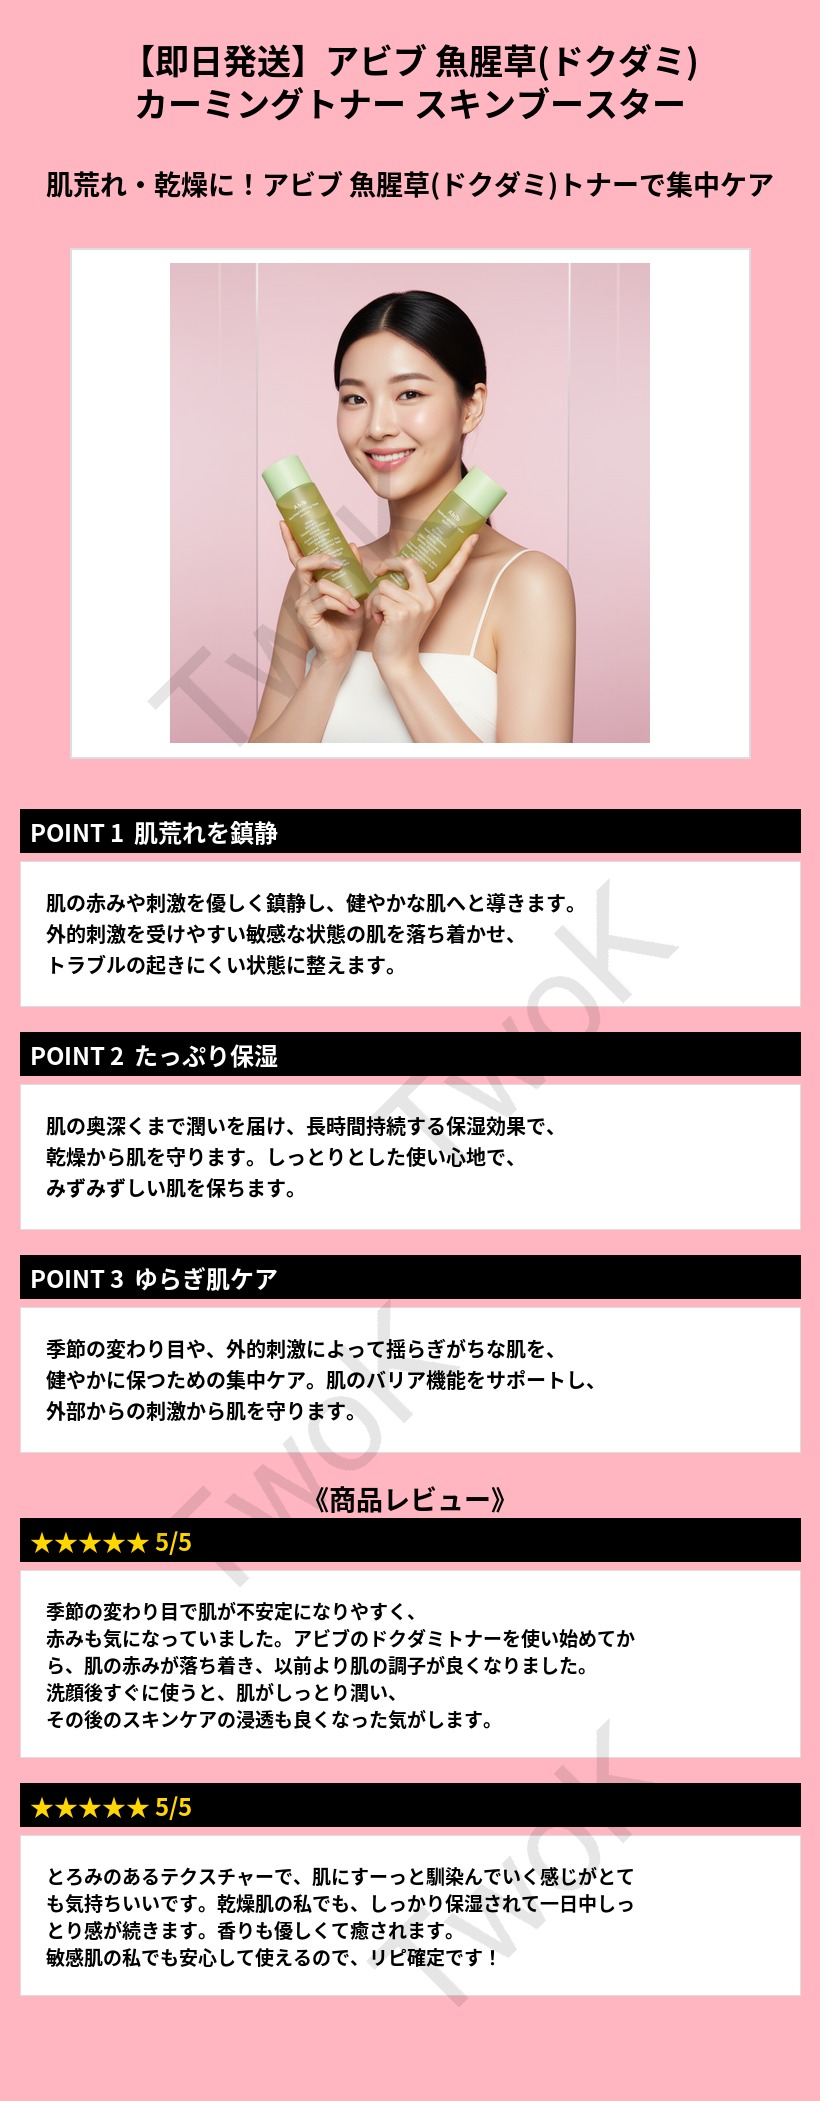 【即日発送】アビブ 魚腥草(ドクダミ)
カーミングトナー スキンブースター
肌荒れ・乾燥に！アビブ 魚腥草(ドクダミ)トナーで集中ケア
Abib
Abib
TwoK
POINT 1 肌荒れを鎮静
肌の赤みや刺激を優しく鎮静し、健やかな肌へと導きます。
外的刺激を受けやすい敏感な状態の肌を落ち着かせ、
トラブルの起きにくい状態に整えます。
TwoK
POINT 2 たっぷり保湿
肌の奥深くまで潤いを届け、長時間持続する保湿効果で、
乾燥から肌を守ります。しっとりとした使い心地で、
みずみずしい肌を保ちます。
POINT 3 ゆらぎ肌ケア
季節の変わり目や、外的刺激によって揺らぎがちな肌を、
健やかに保つための集中ケア。肌のバリア機能をサポートし、
外部からの刺激から肌を守ります。
TwoK
《商品レビュー》
★★★★★ 5/5
季節の変わり目で肌が不安定になりやすく、
赤みも気になっていました。アビブのドクダミトナーを使い始めてか
ら、肌の赤みが落ち着き、以前より肌の調子が良くなりました。
洗顔後すぐに使うと、肌がしっとり潤い、
その後のスキンケアの浸透も良くなった気がします。
★★★★★ 5/5
とろみのあるテクスチャーで、肌にすーっと馴染んでいく感じがとて
も気持ちいいです。乾燥肌の私でも、しっかり保湿されて一日中しっ
とり感が続きます。香りも優しくて癒されます。
敏感肌の私でも安心して使えるので、リピ確定です！
TwoK